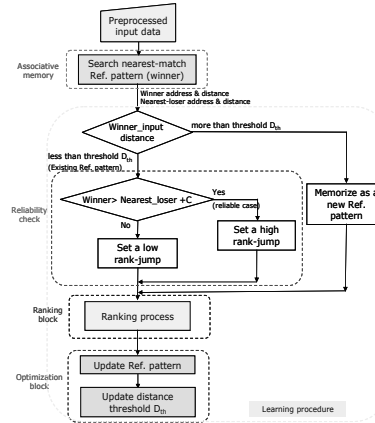 Preprocessed
input data
Associative
memory
Search nearest-match
Ref. pattern (winner)
Winner address & distance
Nearest-loser address & distance
Winner_input
distance
more than threshold Dth
less than threshold Dth
(Existing Ref. pattern)
Memorize as a
new Ref.
pattern
Winner> Nearest_loser +C
Yes
(reliable case)
Reliability
check
No
Set a low
rank-jump
Set a high
rank-jump
Ranking
block
Ranking process
Update Ref. pattern
Optimization
block
Update distance
threshold Dth
Learning procedure